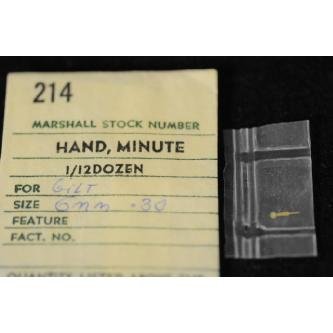 214
MARSHALL STOCK NUMBER
HAND, MINUTE
1/12DOZEN
FOR GILT
SIZE 6mm .30
FEATURE
FACT. NO.